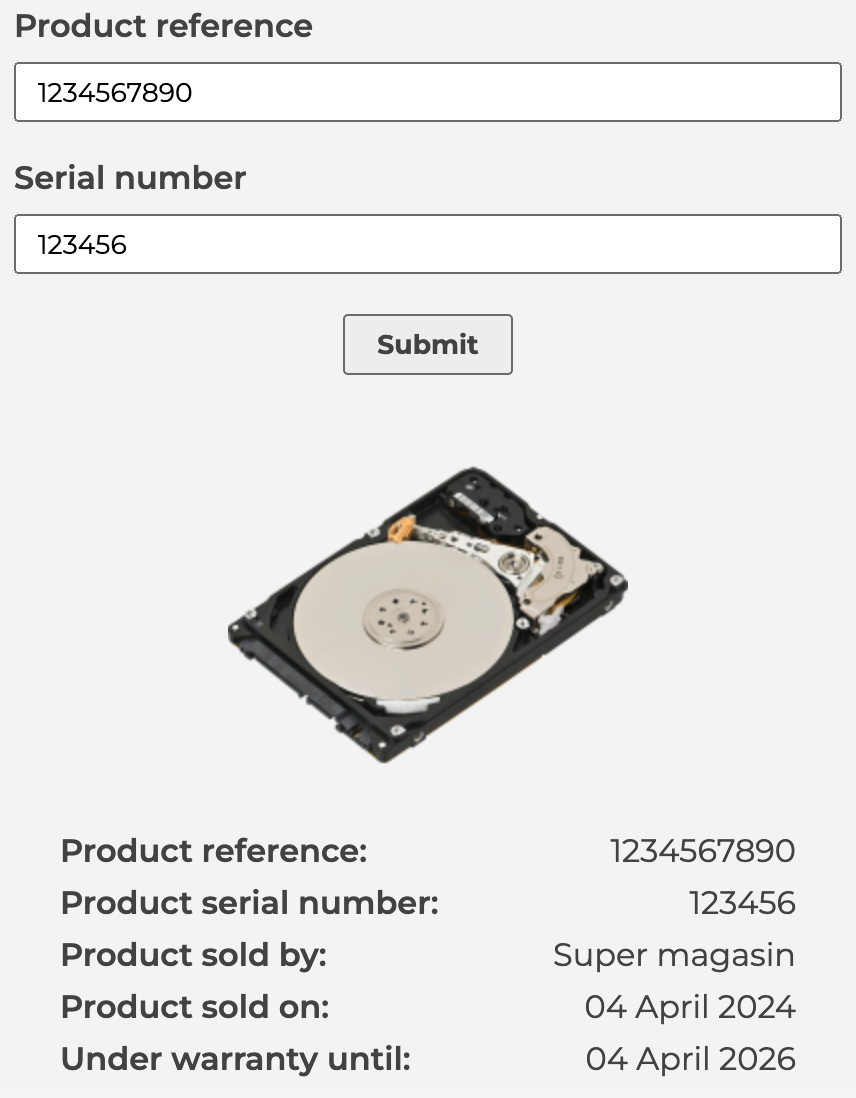 Product reference
1234567890
Serial number
123456
Submit
Product reference: 1234567890
Product serial number: 123456
Product sold by: Super magasin
Product sold on: 04 April 2024
Under warranty until: 04 April 2026